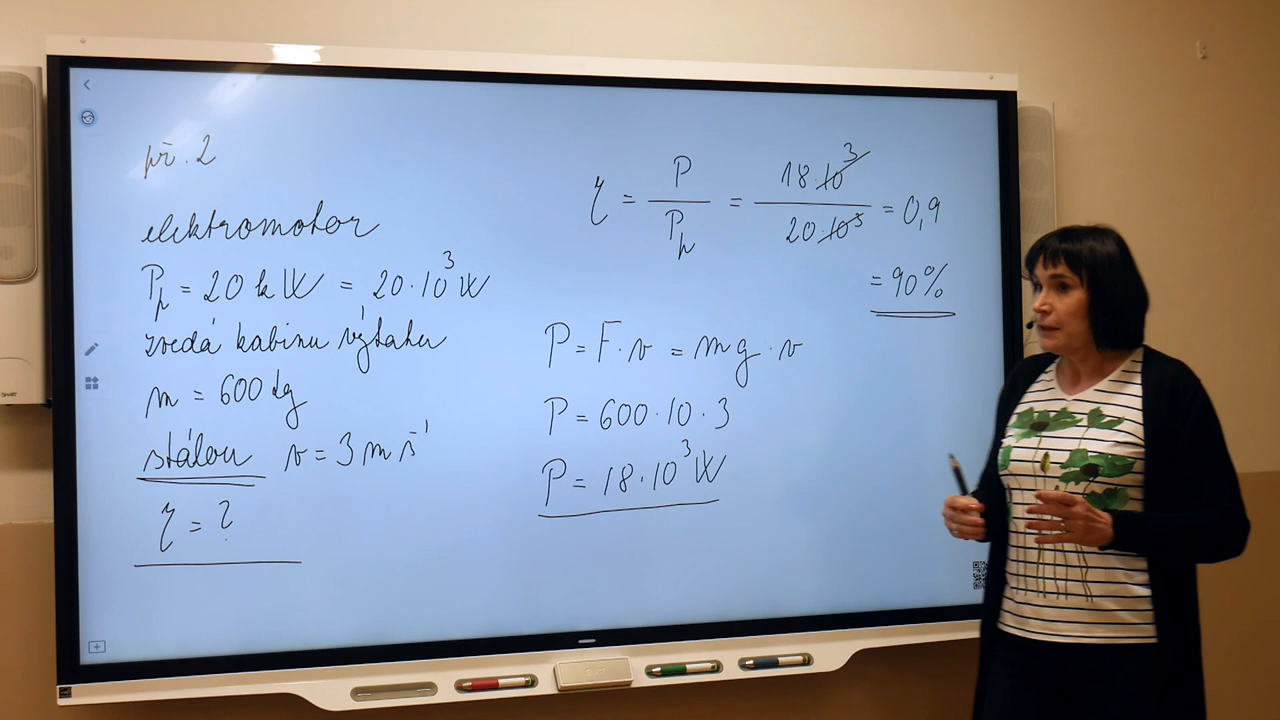 př. 2
elektromotor
Pₚ = 20 kW = 20·10³ W
zvedá kabinu výtahu
m = 600 kg
stálou v = 3 m s⁻¹
η = ?
η = P / Pₚ = 18·10³ / 20·10³ = 0,9
= 90%
P = F·v = mg·v
P = 600·10·3
P = 18·10³ W
SMART